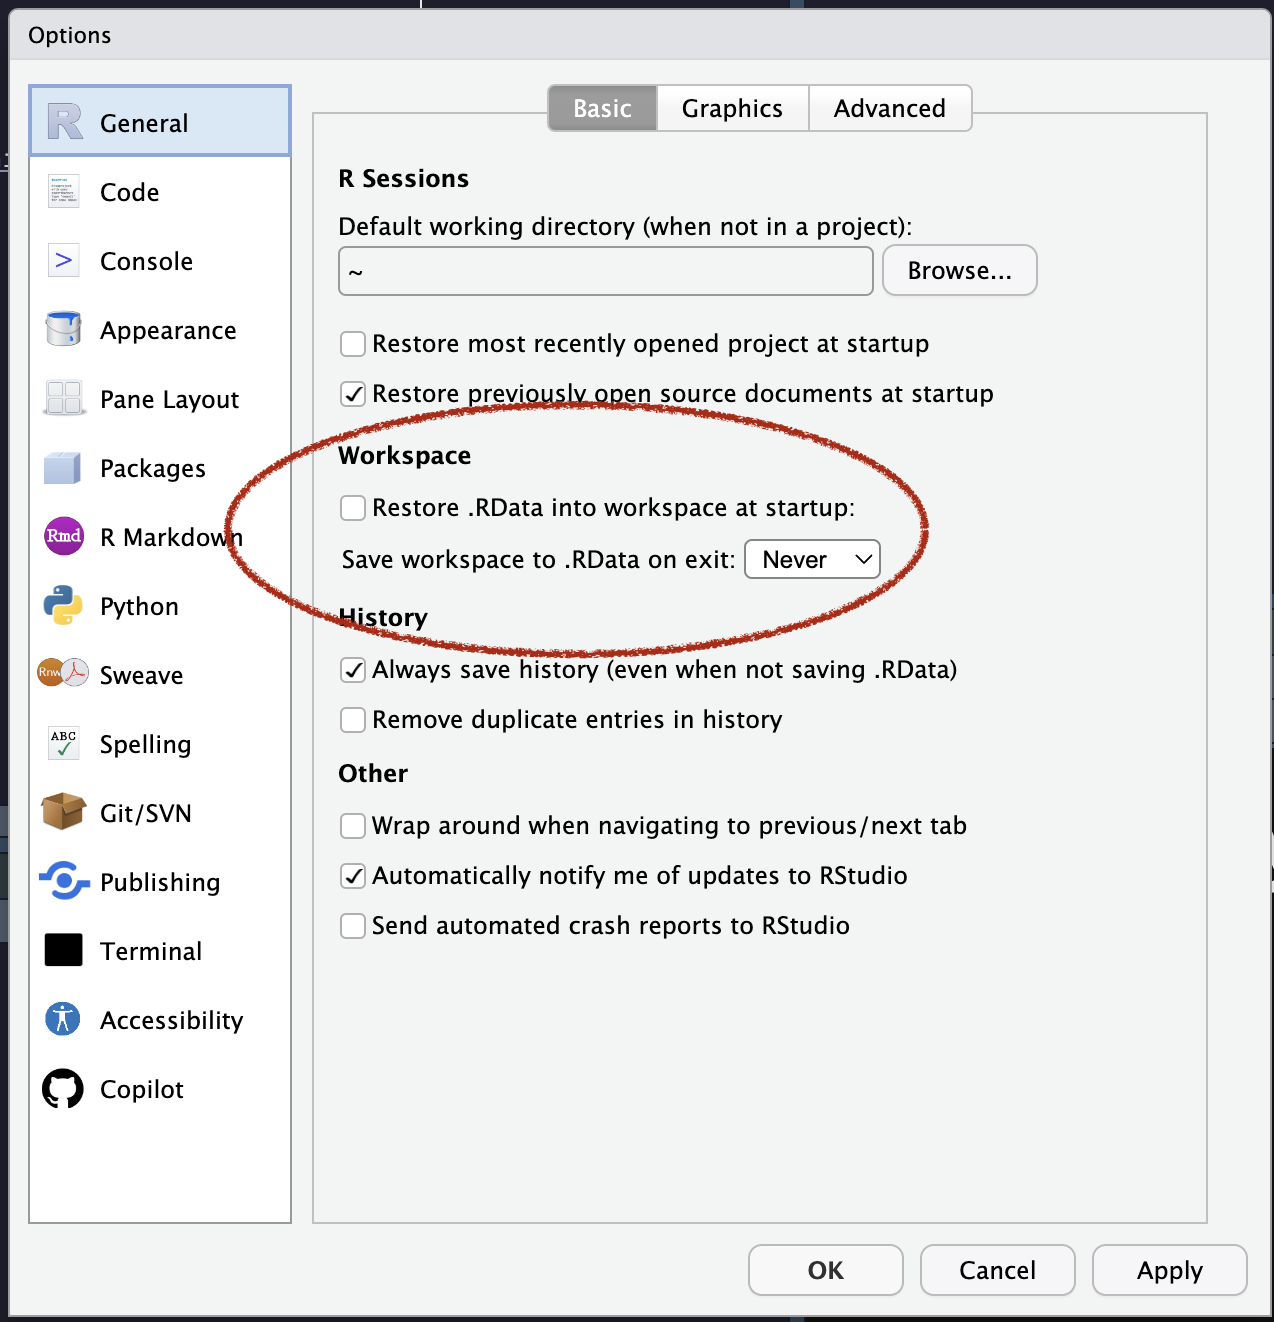 Options
General
Code
>
Console
Appearance
Pane Layout
Packages
Rmd
R Markdown
Python
Rnw
Sweave
ABC
Spelling
Git/SVN
Publishing
Terminal
Accessibility
Copilot
Basic
Graphics
Advanced
R Sessions
Default working directory (when not in a project):
~
Browse...
Restore most recently opened project at startup
Restore previously open source documents at startup
Workspace
Restore .RData into workspace at startup:
Save workspace to .RData on exit: Never
History
Always save history (even when not saving .RData)
Remove duplicate entries in history
Other
Wrap around when navigating to previous/next tab
Automatically notify me of updates to RStudio
Send automated crash reports to RStudio
OK
Cancel
Apply